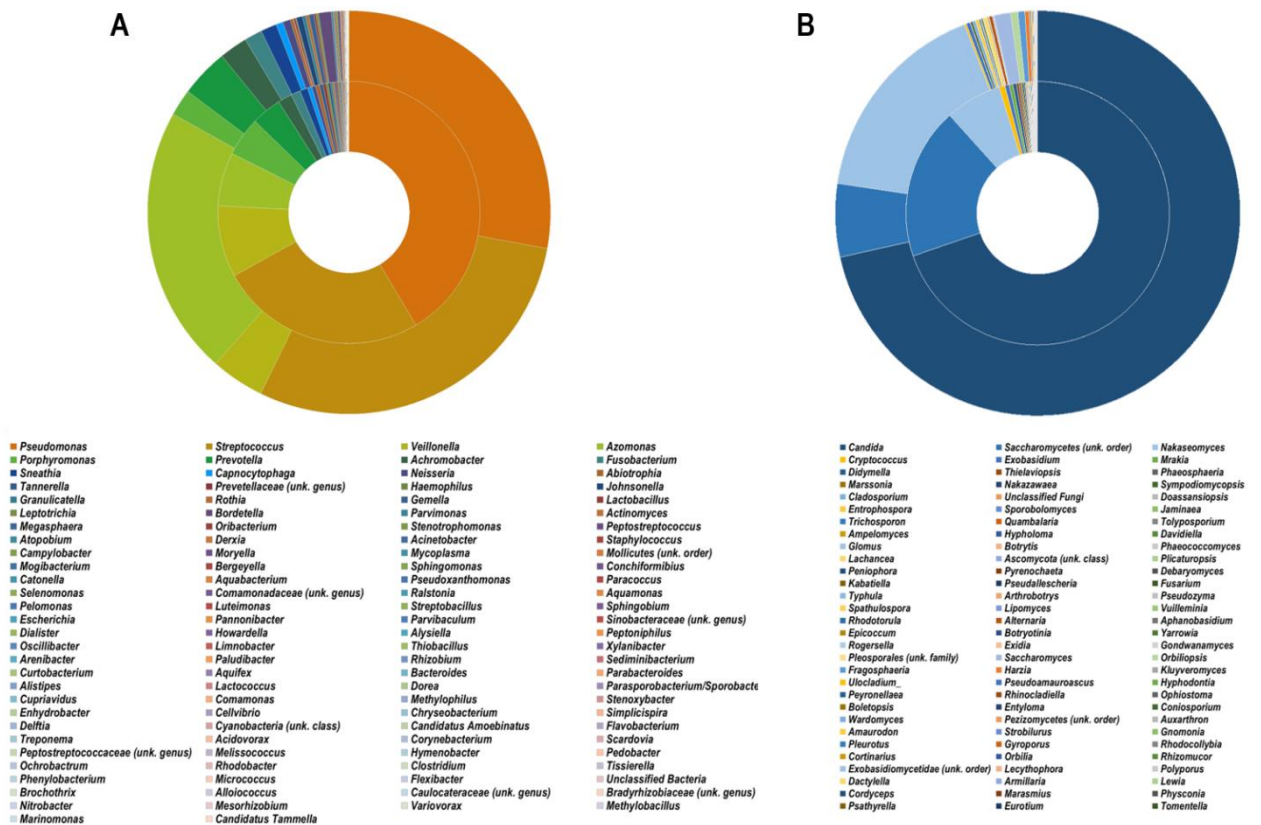 A
B
Pseudomonas Streptococcus Veillonella Azomonas
Porphyromonas Prevotella Achromobacter Fusobacterium
Sneathia Capnocytophaga Neisseria Abiotrophia
Tannerella Prevetellaceae (unk. genus) Haemophilus Johnsonella
Granulicatella Rothia Gemella Lactobacillus
Leptotrichia Bordetella Parvimonas Actinomyces
Megasphaera Oribacterium Stenotrophomonas Peptostreptococcus
Atopobium Derxia Acinetobacter Staphylococcus
Campylobacter Moryella Mycoplasma Mollicutes (unk. order)
Mogibacterium Bergeyella Sphingomonas Conchiformibius
Catonella Aquabacterium Pseudoxanthomonas Paracoccus
Selenomonas Comamonadaceae (unk. genus) Ralstonia Aquamonas
Pelomonas Luteimonas Streptobacillus Sphingobium
Escherichia Pannonibacter Parvibaculum Sinobacteraceae (unk. genus)
Dialister Howardella Alysiella Peptoniphilus
Oscillibacter Limnobacter Thiobacillus Xylanibacter
Arenibacter Paludibacter Rhizobium Sediminibacterium
Curtobacterium Aquifex Bacteroides Parabacteroides
Alistipes Lactococcus Dorea Parasporobacterium/Sporobacte
Cupriavidus Comamonas Methylophilus Stenoxybacter
Enhydrobacter Cellvibrio Chryseobacterium Simplicispira
Delftia Cyanobacteria (unk. class) Candidatus Amoebinatus Flavobacterium
Treponema Acidovorax Corynebacterium Scardovia
Peptostreptococcaceae (unk. genus) Melissococcus Hymenobacter Pedobacter
Ochrobactrum Rhodobacter Clostridium Tissierella
Phenylobacterium Micrococcus Flexibacter Unclassified Bacteria
Brochothrix Alloiococcus Caulocateraceae (unk. genus) Bradyrhizobiaceae (unk. genus)
Nitrobacter Mesorhizobium Variovorax Methylobacillus
Marinomonas Candidatus Tammella
Candida Saccharomycetes (unk. order) Nakaseomyces
Cryptococcus Exobasidium Mrakia
Didymella Thielaviopsis Phaeosphaeria
Marssonia Nakazawaea Sympodiomycopsis
Cladosporium Unclassified Fungi Doassansiopsis
Entrophospora Sporobolomyces Jaminaea
Trichosporon Quambalaria Tolyposporium
Ampelomyces Hypholoma Davidiella
Glomus Botrytis Phaeococcomyces
Lachancea Ascomycota (unk. class) Plicaturopsis
Peniophora Pyrenochaeta Debaryomyces
Kabatiella Pseudallescheria Fusarium
Typhula Arthrobotrys Pseudozyma
Spathulospora Lipomyces Vuilleminia
Rhodotorula Alternaria Aphanobasidium
Epicoccum Botryotinia Yarrowia
Rogersella Exidia Gondwanamyces
Pleosporales (unk. family) Saccharomyces Orbiliopsis
Fragosphaeria Harzia Kluyveromyces
Ulocladium_ Pseudoamauroascus Hyphodontia
Peyronellaea Rhinocladiella Ophiostoma
Boletopsis Entyloma Coniosporium
Wardomyces Pezizomycetes (unk. order) Auxarthron
Amaurodon Strobilurus Gnomonia
Pleurotus Gyroporus Rhodocollybia
Cortinarius Orbilia Rhizomucor
Exobasidiomycetidae (unk. order) Lecythophora Polyporus
Dactylella Armillaria Lewia
Cordyceps Marasmius Physconia
Psathyrella Eurotium Tomentella